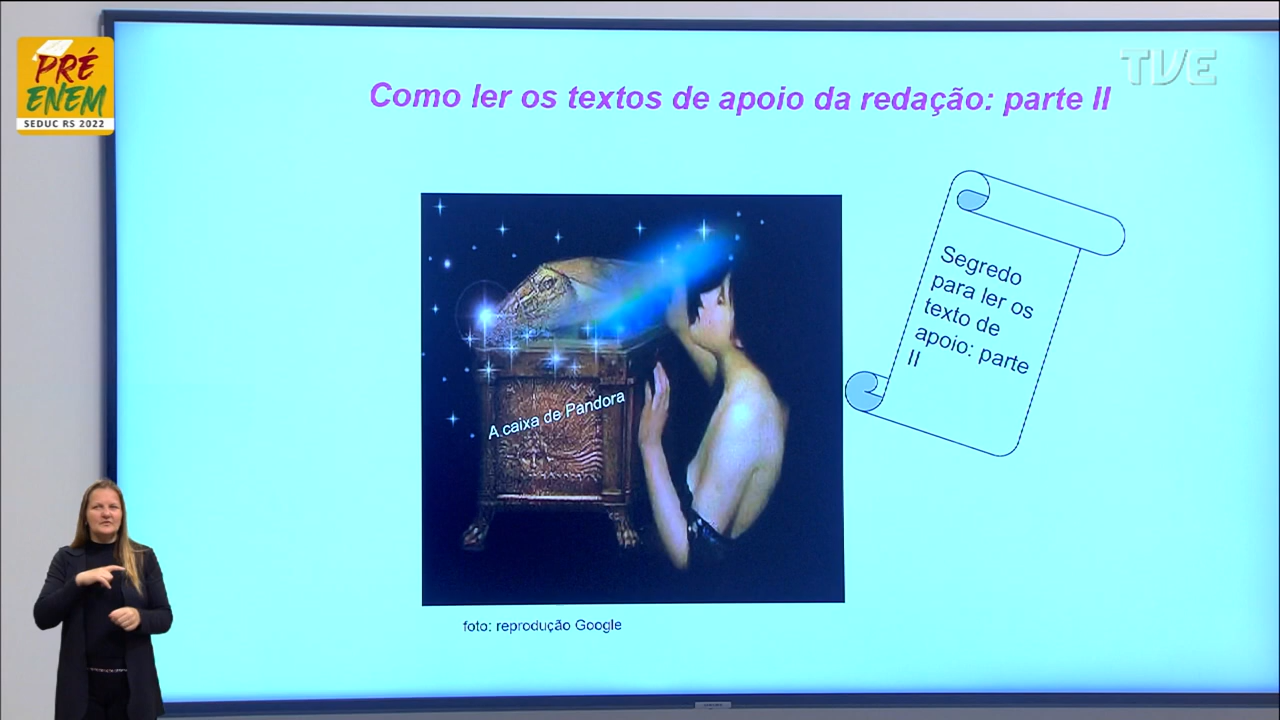 PRÉ
ENEM
SEDUC RS 2022
TVE
Como ler os textos de apoio da redação: parte II
Segredo
para ler os
texto de
apoio: parte
II
A caixa de Pandora
foto: reprodução Google